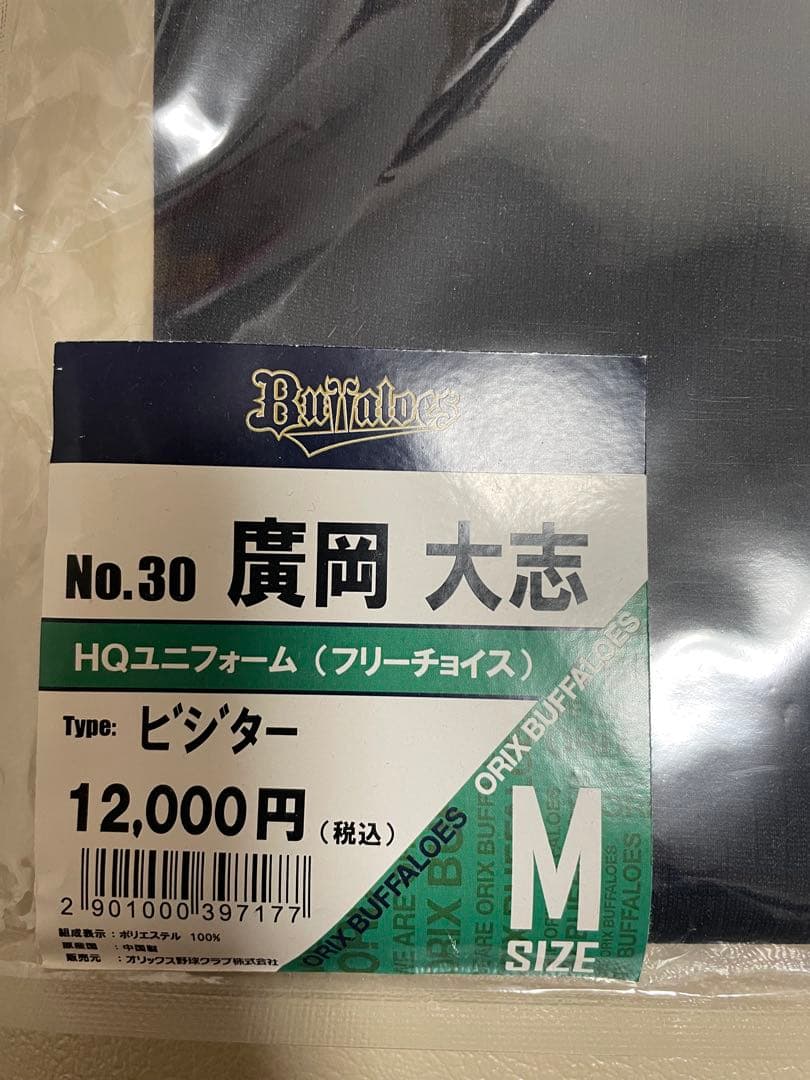 Buffaloes
No.30 廣岡 大志
HQユニフォーム（フリーチョイス）
Type: ビジター
12,000円（税込）
2 901000 397177
組成表示：ポリエステル 100%
原産国 ：中国製
販売元 ：オリックス野球クラブ株式会社
ORIX BUFFALOES
ORIX BUFFALOES
M
SIZE